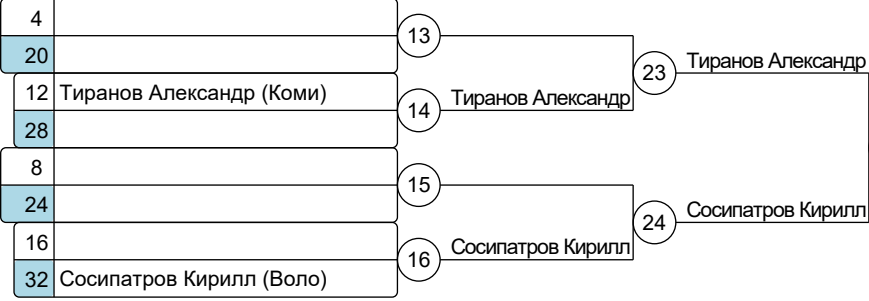 4
13
20
23
Тиранов Александр
12 Тиранов Александр (Коми)
14
Тиранов Александр
28
8
15
24
24
Сосипатров Кирилл
16
16
Сосипатров Кирилл
32 Сосипатров Кирилл (Воло)